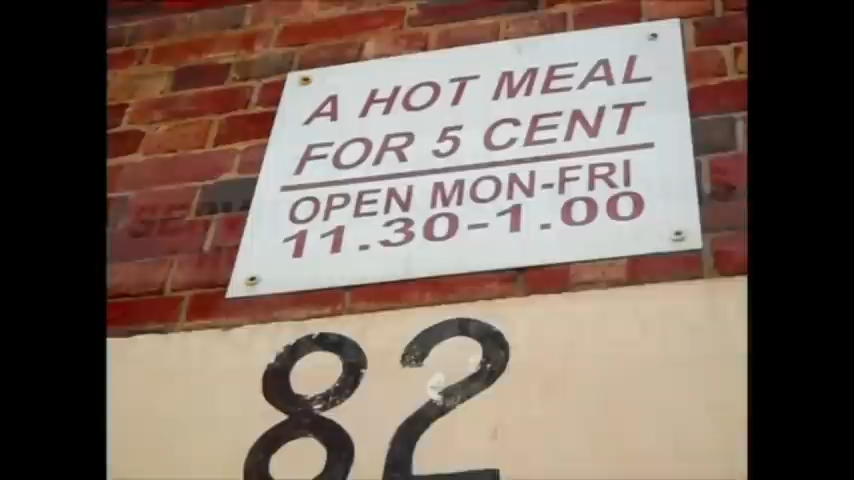 A HOT MEAL
FOR 5 CENT
OPEN MON-FRI
11.30-1.00
82